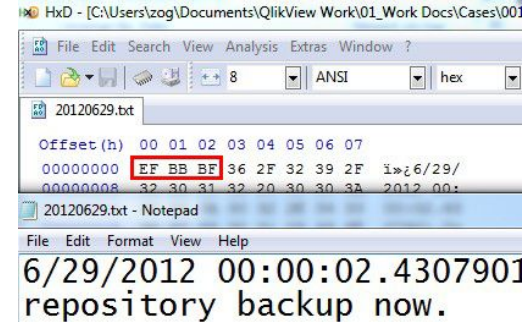 HxD - [C:\Users\zog\Documents\QlikView Work\01_Work Docs\Cases\001
File Edit Search View Analysis Extras Window ?
8 ANSI hex
20120629.txt
Offset(h) 00 01 02 03 04 05 06 07
00000000 EF BB BF 36 2F 32 39 2F ï»¿6/29/
00000008 32 30 31 32 20 30 30 3A 2012 00:
20120629.txt - Notepad
File Edit Format View Help
6/29/2012 00:00:02.4307901
repository backup now.